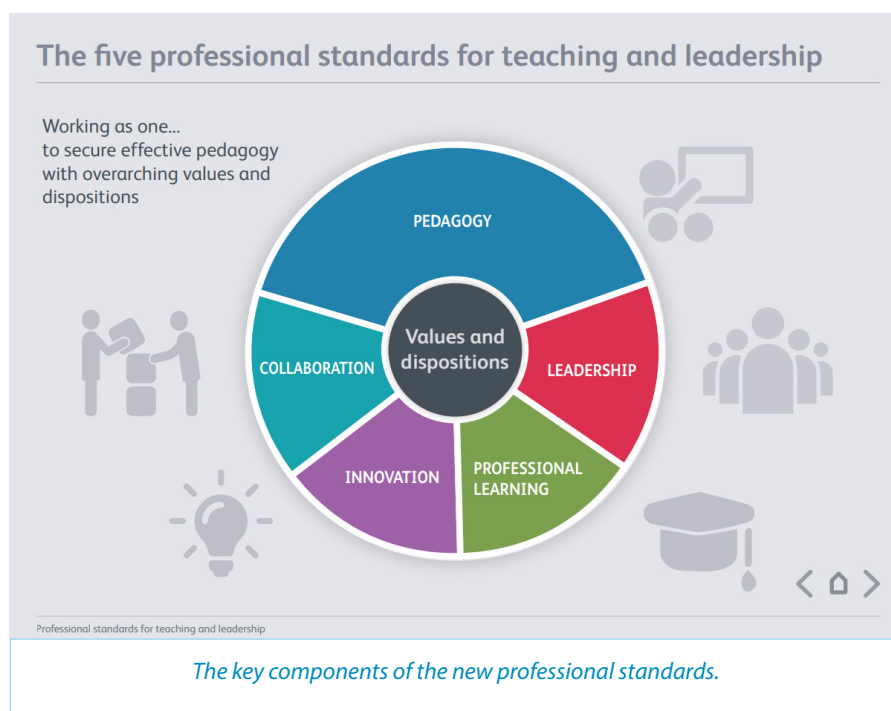 The five professional standards for teaching and leadership
Working as one...
to secure effective pedagogy
with overarching values and
dispositions
PEDAGOGY
COLLABORATION
Values and
dispositions
LEADERSHIP
INNOVATION
PROFESSIONAL
LEARNING
Professional standards for teaching and leadership
The key components of the new professional standards.